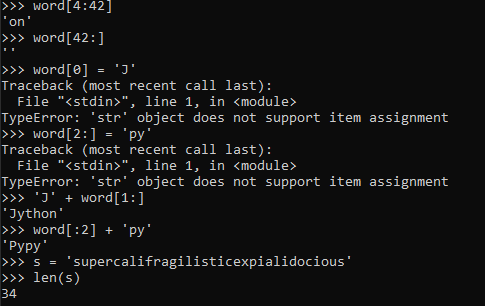 >>> word[4:42]
'on'
>>> word[42:]
''
>>> word[0] = 'J'
Traceback (most recent call last):
  File "<stdin>", line 1, in <module>
TypeError: 'str' object does not support item assignment
>>> word[2:] = 'py'
Traceback (most recent call last):
  File "<stdin>", line 1, in <module>
TypeError: 'str' object does not support item assignment
>>> 'J' + word[1:]
'Jython'
>>> word[:2] + 'py'
'Pypy'
>>> s = 'supercalifragilisticexpialidocious'
>>> len(s)
34